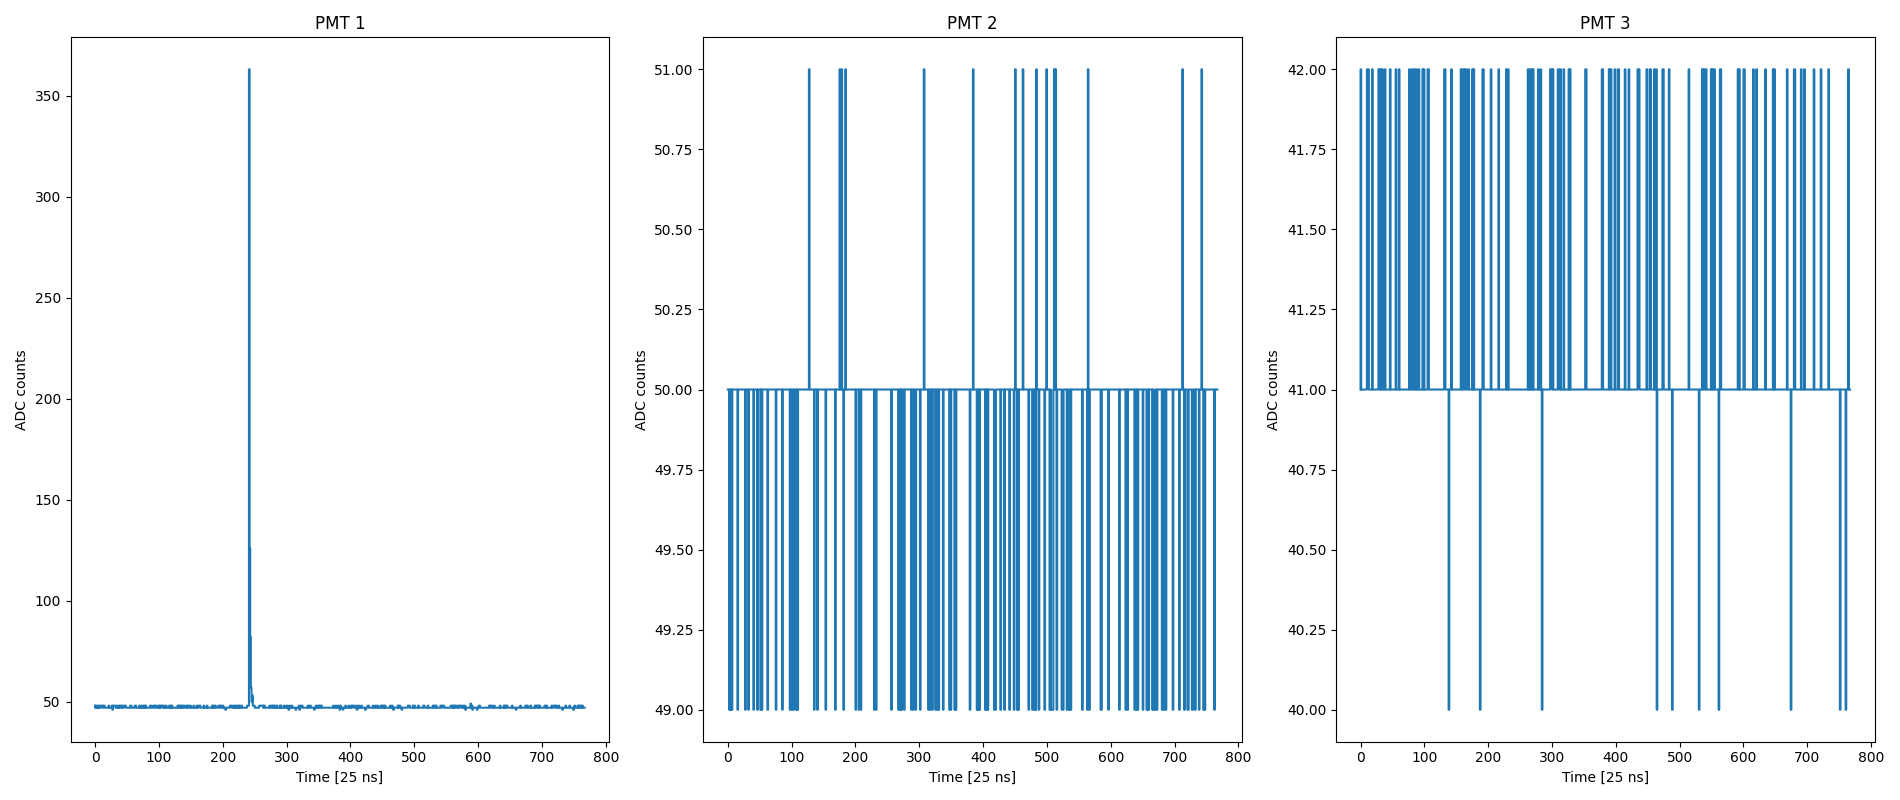 PMT 1
ADC counts
350
300
250
200
150
100
50
0 100 200 300 400 500 600 700 800
Time [25 ns]
PMT 2
ADC counts
51.00
50.75
50.50
50.25
50.00
49.75
49.50
49.25
49.00
0 100 200 300 400 500 600 700 800
Time [25 ns]
PMT 3
ADC counts
42.00
41.75
41.50
41.25
41.00
40.75
40.50
40.25
40.00
0 100 200 300 400 500 600 700 800
Time [25 ns]